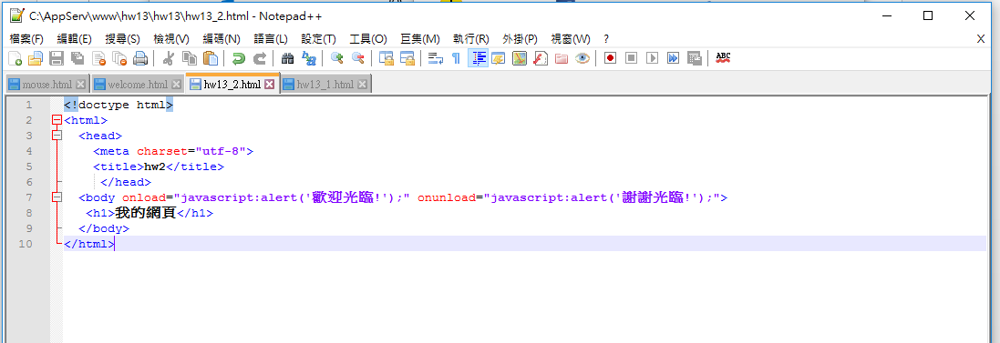 C:\AppServ\www\hw13\hw13\hw13_2.html - Notepad++
檔案(F) 編輯(E) 搜尋(S) 檢視(V) 編碼(N) 語言(L) 設定(T) 工具(O) 巨集(M) 執行(R) 外掛(P) 視窗(W) ? X
ABC
mouse.html welcome.html hw13_2.html hw13_1.html
1 <!doctype html>
2 <html>
3 <head>
4 <meta charset="utf-8">
5 <title>hw2</title>
6 </head>
7 <body onload="javascript:alert('歡迎光臨!');" onunload="javascript:alert('謝謝光臨!');">
8 <h1>我的網頁</h1>
9 </body>
10 </html>